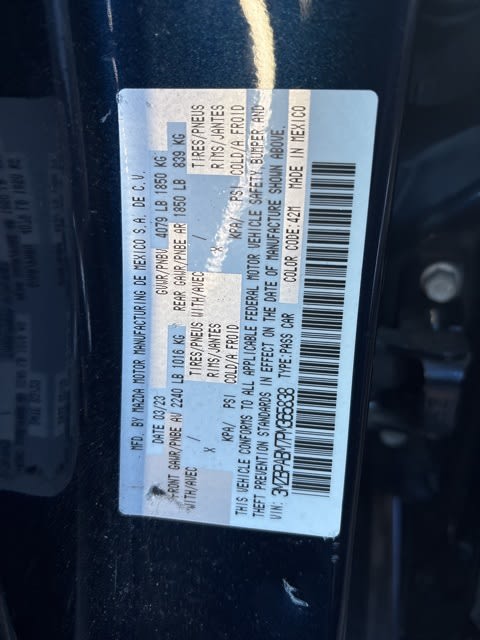 MFD. BY MAZDA MOTOR MANUFACTURING DE MEXICO S.A. DE C.V.
DATE 03/23 GVWR/PNBV 4079 LB 1850 KG
FRONT GAWR/PNBE AV 2240 LB 1016 KG REAR GAWR/PNBE AR 1850 LB 839 KG
WITH/AVEC TIRES/PNEUS WITH/AVEC TIRES/PNEUS
/ X RIMS/JANTES / X RIMS/JANTES
KPA/ PSI COLD/A FROID KPA/ PSI COLD/A FROID
THIS VEHICLE CONFORMS TO ALL APPLICABLE FEDERAL MOTOR VEHICLE SAFETY, BUMPER AND
THEFT PREVENTION STANDARDS IN EFFECT ON THE DATE OF MANUFACTURE SHOWN ABOVE.
VIN: TYPE:PASS CAR COLOR CODE:42M MADE IN MEXICO